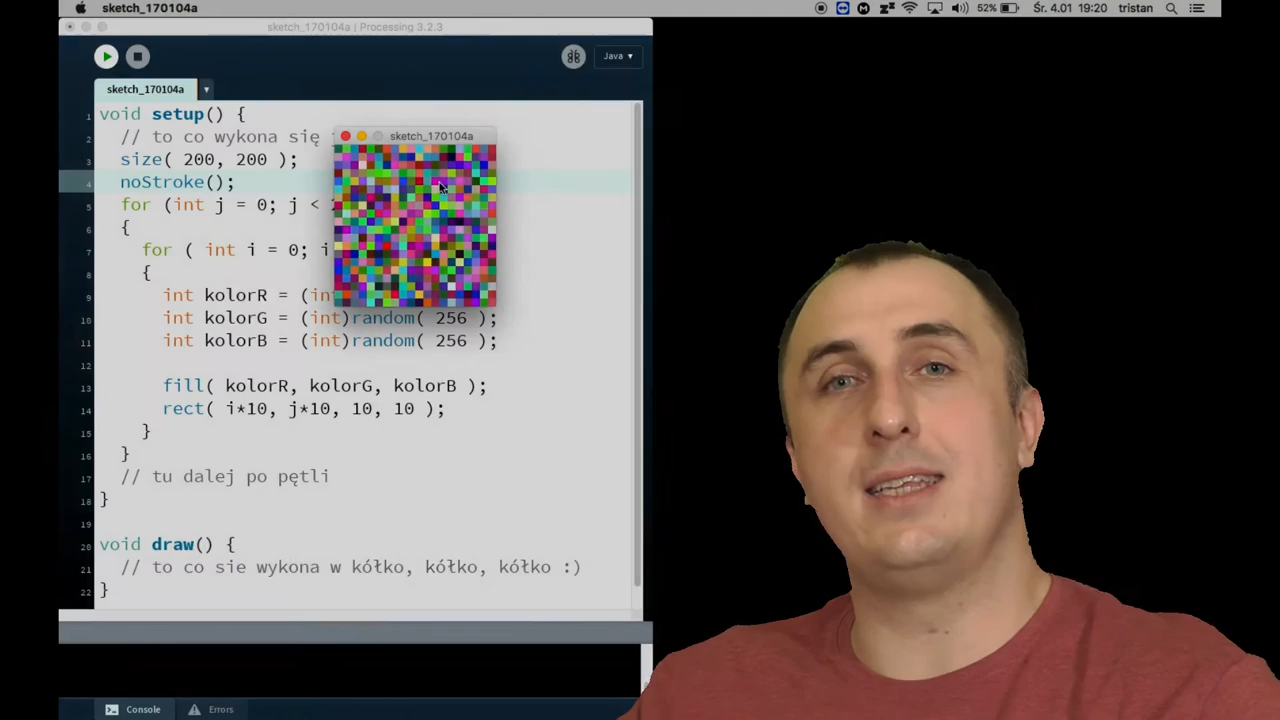 sketch_170104a
52%
Śr. 4.01 19:20
tristan
sketch_170104a | Processing 3.2.3
Java ▾
sketch_170104a
1 void setup() {
2 // to co wykona się
3 size( 200, 200 );
4 noStroke();
5 for (int j = 0; j <
6 {
7 for ( int i = 0; i
8 {
9 int kolorR = (in
10 int kolorG = (int)random( 256 );
11 int kolorB = (int)random( 256 );
12
13 fill( kolorR, kolorG, kolorB );
14 rect( i*10, j*10, 10, 10 );
15 }
16 }
17 // tu dalej po pętli
18 }
19
20 void draw() {
21 // to co sie wykona w kółko, kółko, kółko :)
22 }
sketch_170104a
Console
Errors